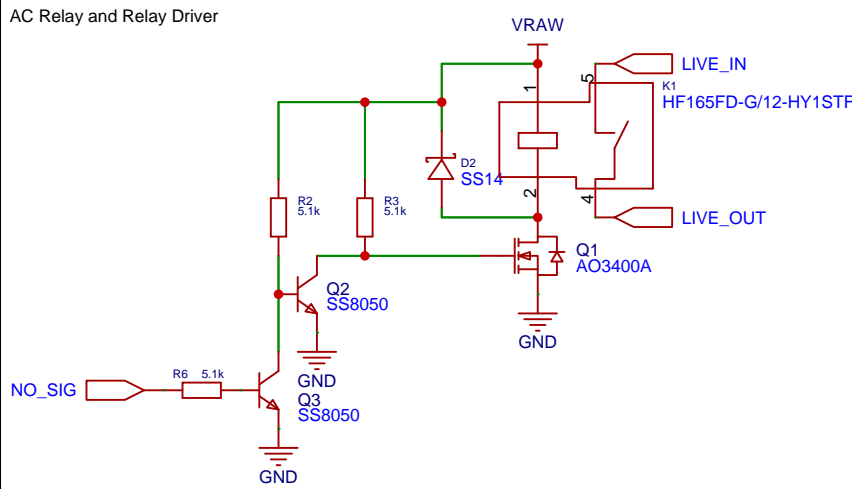 AC Relay and Relay Driver
VRAW
LIVE_IN
1
5
K1
HF165FD-G/12-HY1STF
D2
SS14
2
4
LIVE_OUT
R2
5.1k
R3
5.1k
Q1
AO3400A
Q2
SS8050
GND
GND
R6 5.1k
NO_SIG
Q3
SS8050
GND